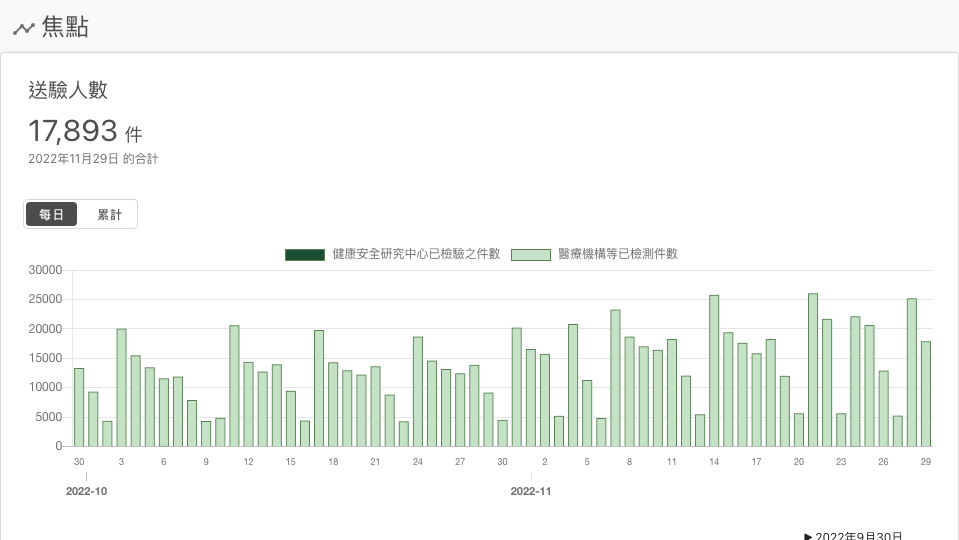 焦點
送驗人數
17,893 件
2022年11月29日 的合計
每日 累計
健康安全研究中心已檢驗之件數 醫療機構等已檢測件數
30000
25000
20000
15000
10000
5000
0
30 3 6 9 12 15 18 21 24 27 30 2 5 8 11 14 17 20 23 26 29
2022-10 2022-11
▶ 2022年9月30日